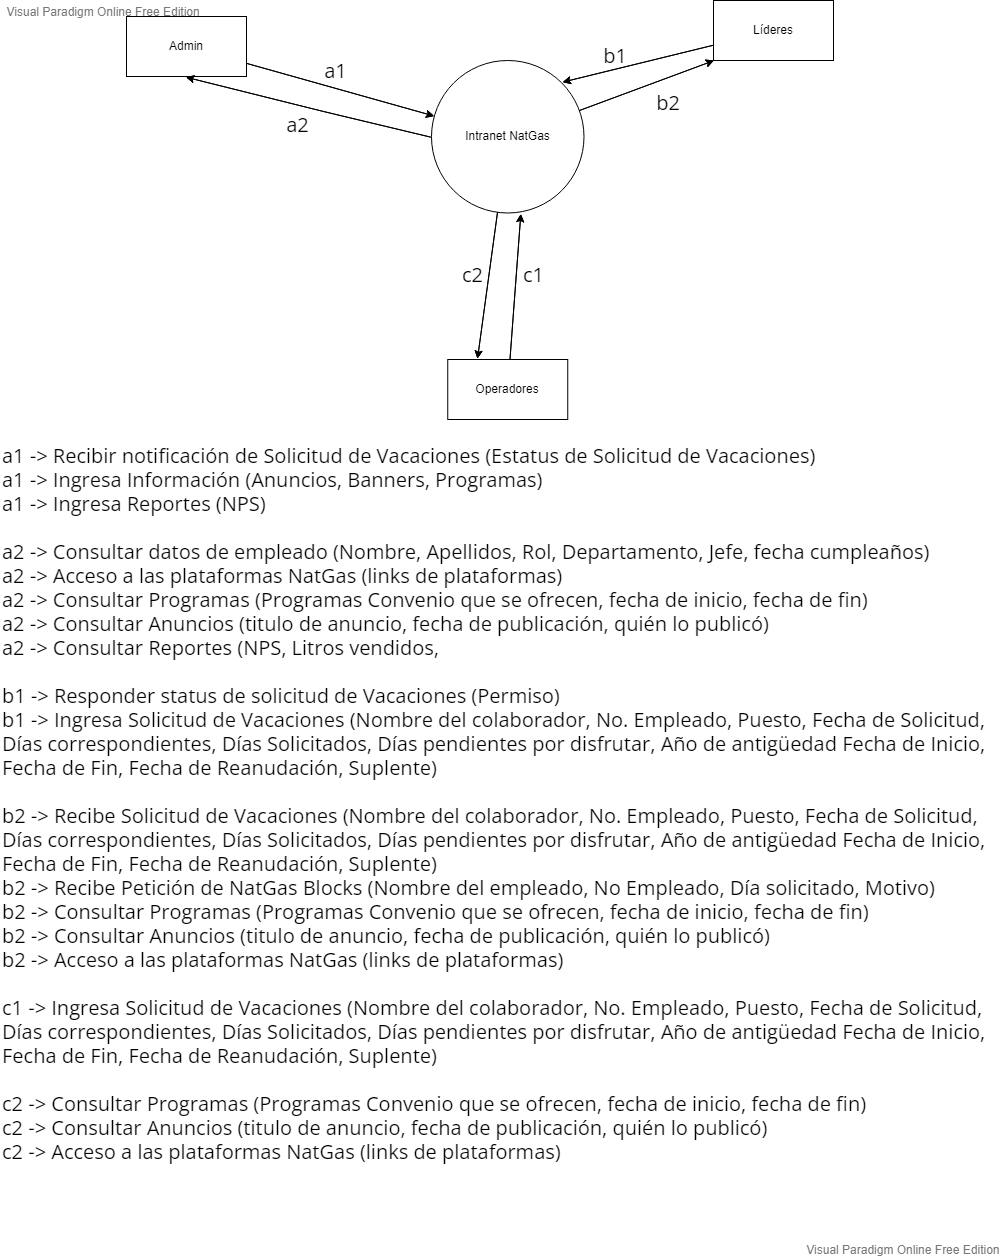 Visual Paradigm Online Free Edition
Admin
Líderes
a1
a2
b1
b2
Intranet NatGas
c2
c1
Operadores
a1 -> Recibir notificación de Solicitud de Vacaciones (Estatus de Solicitud de Vacaciones)
a1 -> Ingresa Información (Anuncios, Banners, Programas)
a1 -> Ingresa Reportes (NPS)
a2 -> Consultar datos de empleado (Nombre, Apellidos, Rol, Departamento, Jefe, fecha cumpleaños)
a2 -> Acceso a las plataformas NatGas (links de plataformas)
a2 -> Consultar Programas (Programas Convenio que se ofrecen, fecha de inicio, fecha de fin)
a2 -> Consultar Anuncios (titulo de anuncio, fecha de publicación, quién lo publicó)
a2 -> Consultar Reportes (NPS, Litros vendidos,
b1 -> Responder status de solicitud de Vacaciones (Permiso)
b1 -> Ingresa Solicitud de Vacaciones (Nombre del colaborador, No. Empleado, Puesto, Fecha de Solicitud,
Días correspondientes, Días Solicitados, Días pendientes por disfrutar, Año de antigüedad Fecha de Inicio,
Fecha de Fin, Fecha de Reanudación, Suplente)
b2 -> Recibe Solicitud de Vacaciones (Nombre del colaborador, No. Empleado, Puesto, Fecha de Solicitud,
Días correspondientes, Días Solicitados, Días pendientes por disfrutar, Año de antigüedad Fecha de Inicio,
Fecha de Fin, Fecha de Reanudación, Suplente)
b2 -> Recibe Petición de NatGas Blocks (Nombre del empleado, No Empleado, Día solicitado, Motivo)
b2 -> Consultar Programas (Programas Convenio que se ofrecen, fecha de inicio, fecha de fin)
b2 -> Consultar Anuncios (titulo de anuncio, fecha de publicación, quién lo publicó)
b2 -> Acceso a las plataformas NatGas (links de plataformas)
c1 -> Ingresa Solicitud de Vacaciones (Nombre del colaborador, No. Empleado, Puesto, Fecha de Solicitud,
Días correspondientes, Días Solicitados, Días pendientes por disfrutar, Año de antigüedad Fecha de Inicio,
Fecha de Fin, Fecha de Reanudación, Suplente)
c2 -> Consultar Programas (Programas Convenio que se ofrecen, fecha de inicio, fecha de fin)
c2 -> Consultar Anuncios (titulo de anuncio, fecha de publicación, quién lo publicó)
c2 -> Acceso a las plataformas NatGas (links de plataformas)
Visual Paradigm Online Free Edition